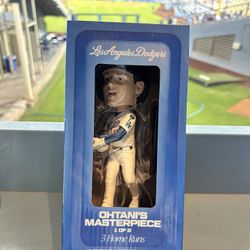 Los Angeles Dodgers
OHTANI'S
MASTERPIECE
1 OF 2
3 Home Runs